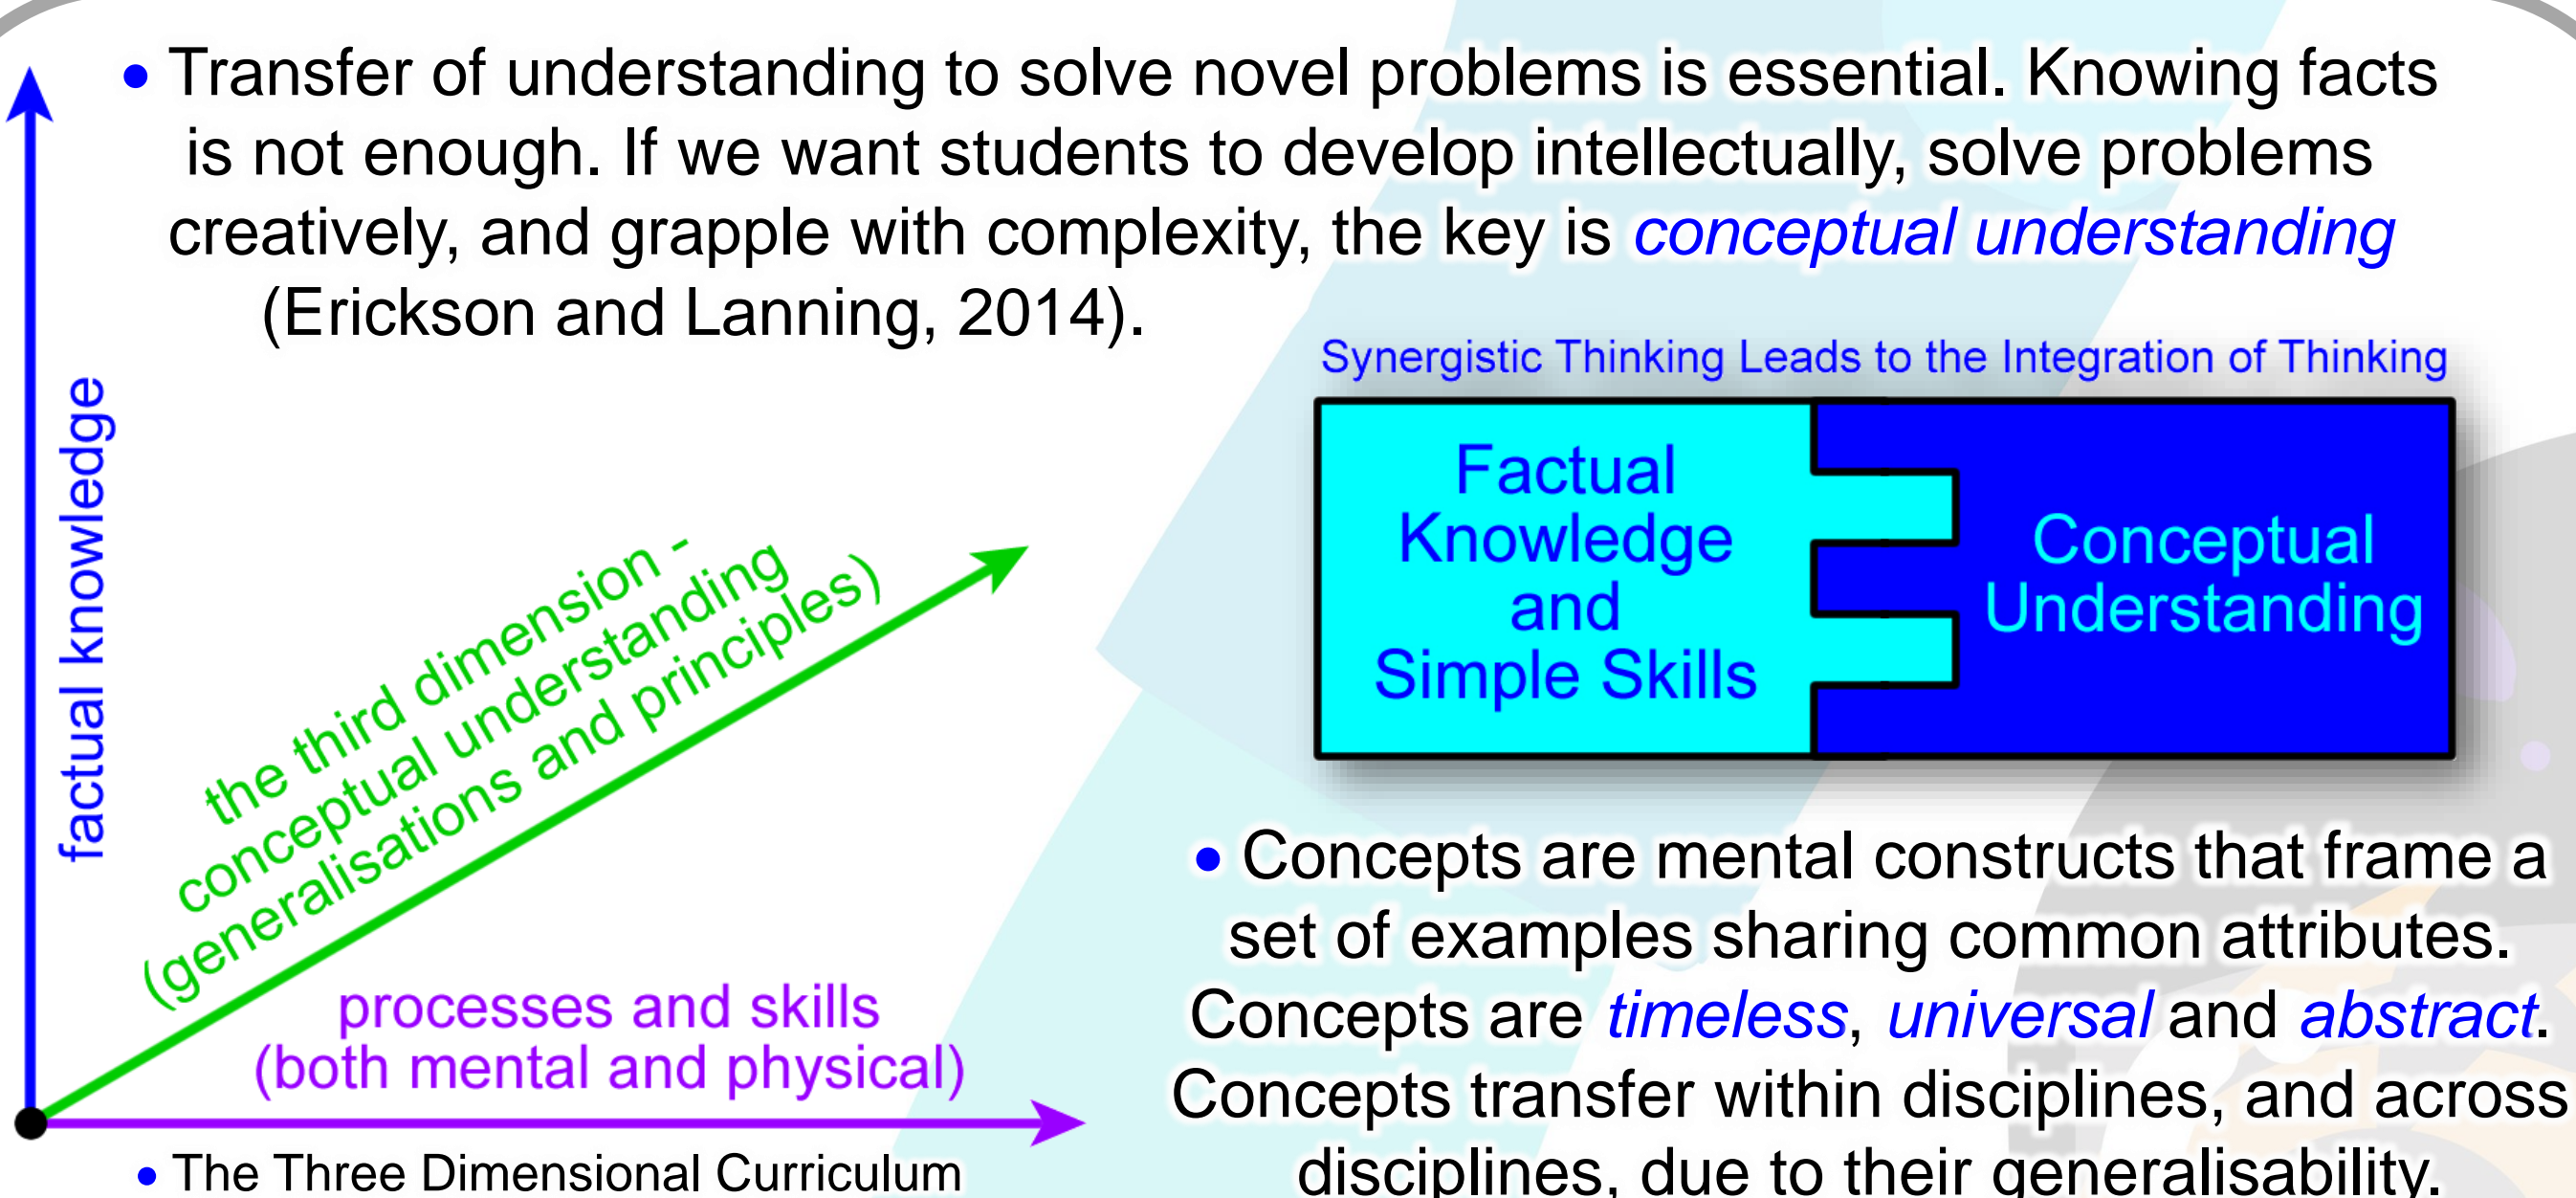 • Transfer of understanding to solve novel problems is essential. Knowing facts
is not enough. If we want students to develop intellectually, solve problems
creatively, and grapple with complexity, the key is conceptual understanding
(Erickson and Lanning, 2014).
factual knowledge
the third dimension -
conceptual understanding
(generalisations and principles)
processes and skills
(both mental and physical)
• The Three Dimensional Curriculum
Synergistic Thinking Leads to the Integration of Thinking
Factual
Knowledge
and
Simple Skills
Conceptual
Understanding
• Concepts are mental constructs that frame a
set of examples sharing common attributes.
Concepts are timeless, universal and abstract.
Concepts transfer within disciplines, and across
disciplines, due to their generalisability.